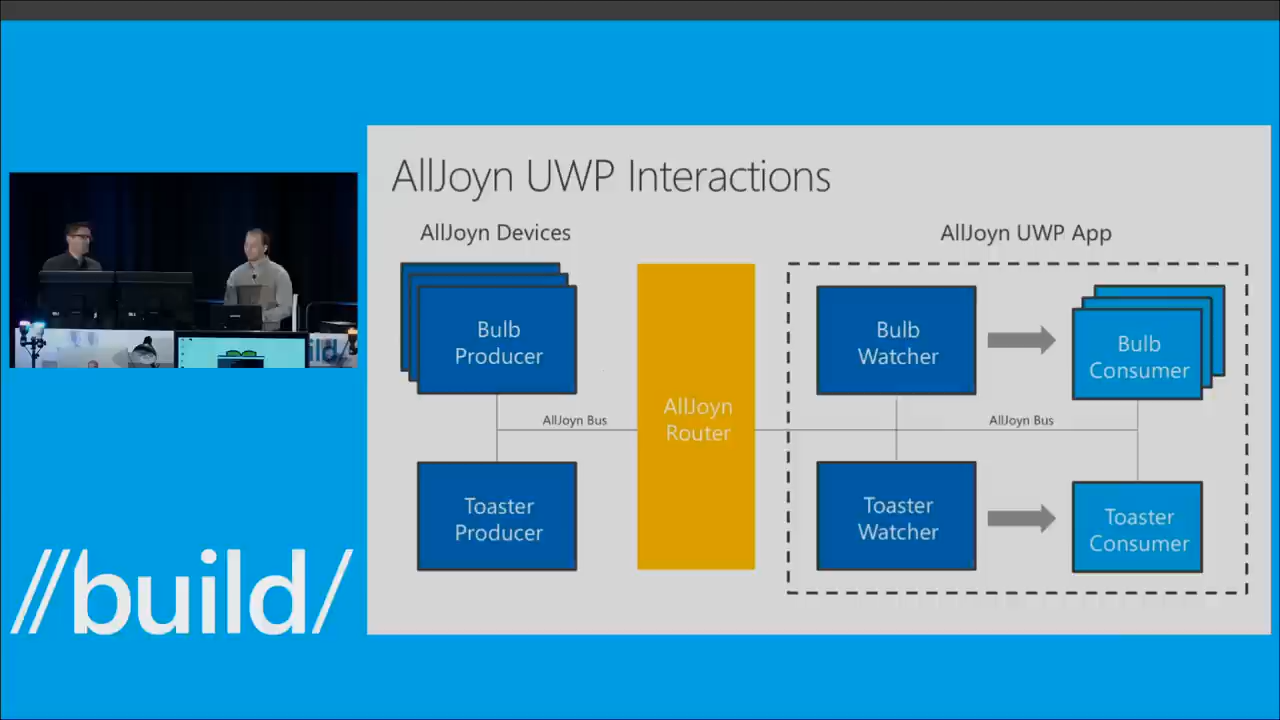 AllJoyn UWP Interactions
AllJoyn Devices
AllJoyn UWP App
Bulb
Producer
AllJoyn
Router
Bulb
Watcher
Bulb
Consumer
AllJoyn Bus
AllJoyn Bus
Toaster
Producer
Toaster
Watcher
Toaster
Consumer
//build/